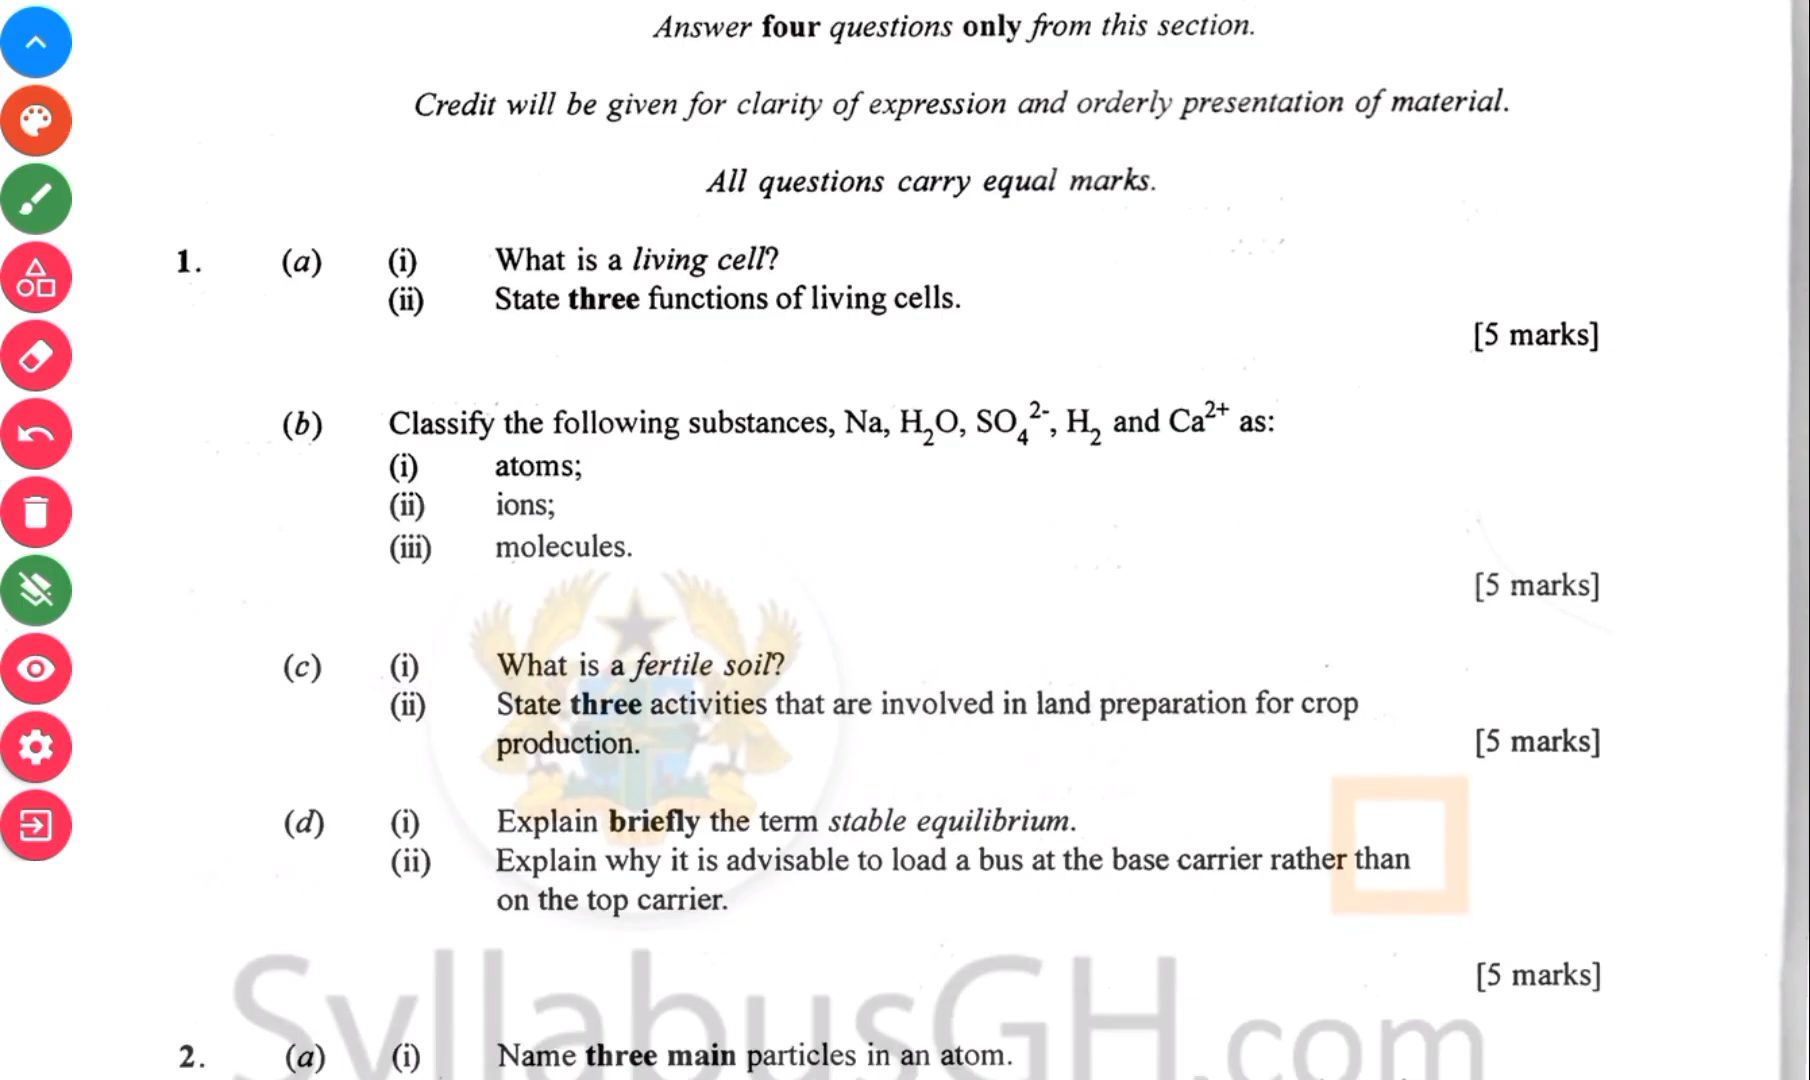 Answer four questions only from this section.
Credit will be given for clarity of expression and orderly presentation of material.
All questions carry equal marks.
1. (a) (i) What is a living cell?
(ii) State three functions of living cells.
[5 marks]
(b) Classify the following substances, Na, H₂O, SO₄²⁻, H₂ and Ca²⁺ as:
(i) atoms;
(ii) ions;
(iii) molecules.
[5 marks]
(c) (i) What is a fertile soil?
(ii) State three activities that are involved in land preparation for crop
production. [5 marks]
(d) (i) Explain briefly the term stable equilibrium.
(ii) Explain why it is advisable to load a bus at the base carrier rather than
on the top carrier.
[5 marks]
SyllabusGH.com
2. (a) (i) Name three main particles in an atom.